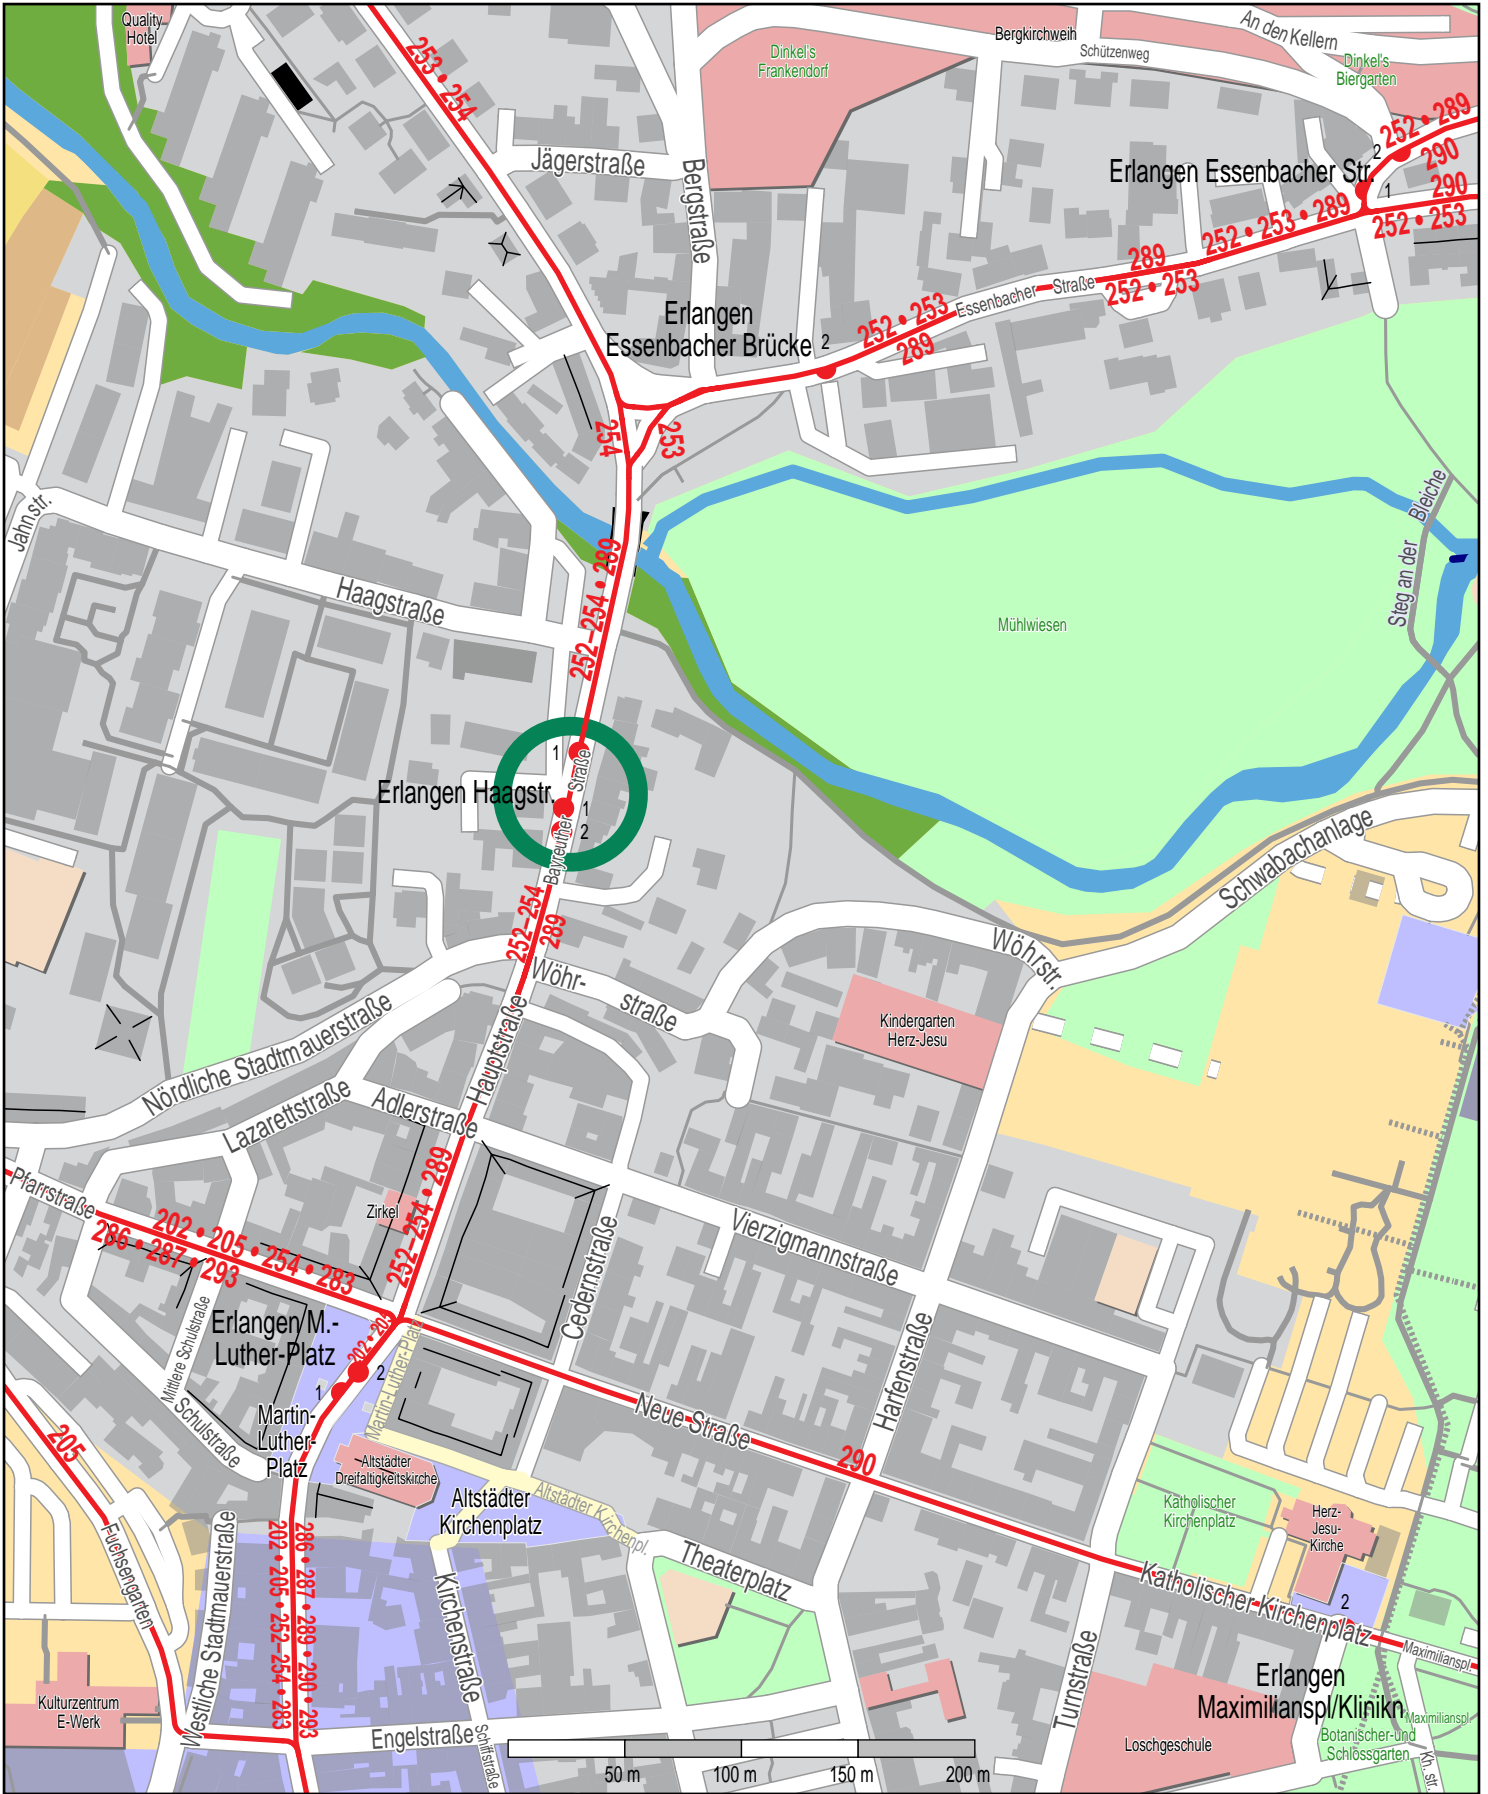 Quality
Hotel
253 • 254
Dinkel's
Frankendorf
Bergkirchweih
Schützenweg
An den Kellern
Dinkel's
Biergarten
252 • 289
290
2
Jägerstraße
Bergstraße
Erlangen Essenbacher Str.
1
290
252 • 253
252 • 253 • 289
289
252 • 253
Essenbacher Straße
Erlangen
Essenbacher Brücke
2
252 • 253
289
254
253
Jahnstr.
Haagstraße
252–254 • 289
Steg an der Bleiche
Mühlwiesen
1
Erlangen Haagstr.
1
2
Bayreuther Straße
Schwabachanlage
252–254
289
Wöhr-
straße
Wöhrstr.
Kindergarten
Herz-Jesu
Nördliche Stadtmauerstraße
Hauptstraße
Lazarettstraße
Adlerstraße
Pfarrstraße
Zirkel
252–254 • 289
202 • 205 • 254 • 283
286 • 287 • 293
Cedernstraße
Vierzigmannstraße
Mittlere Schulstraße
Erlangen M.-
Luther-Platz
202 • 205
1
2
Martin-Luther-Platz
Schulstraße
Martin-
Luther-
Platz
Harfenstraße
Neue Straße
290
205
Altstädter
Dreifaltigkeitskirche
Altstädter
Kirchenplatz
Altstädter Kirchenpl.
Katholischer
Kirchenplatz
Herz-
Jesu-
Kirche
Fuchsengarten
Westliche Stadtmauerstraße
202 • 205 • 252–254 • 283
286 • 287 • 289 • 290 • 293
Kirchenstraße
Theaterplatz
Katholischer Kirchenplatz
2
Maximilianspl.
Turnstraße
Erlangen
Maximilianspl/Klinikn
Maximilianspl.
Kulturzentrum
E-Werk
Engelstraße
Schiffstraße
Loschgeschule
Botanischer-und
Schlossgarten
Kh. str.
50 m
100 m
150 m
200 m